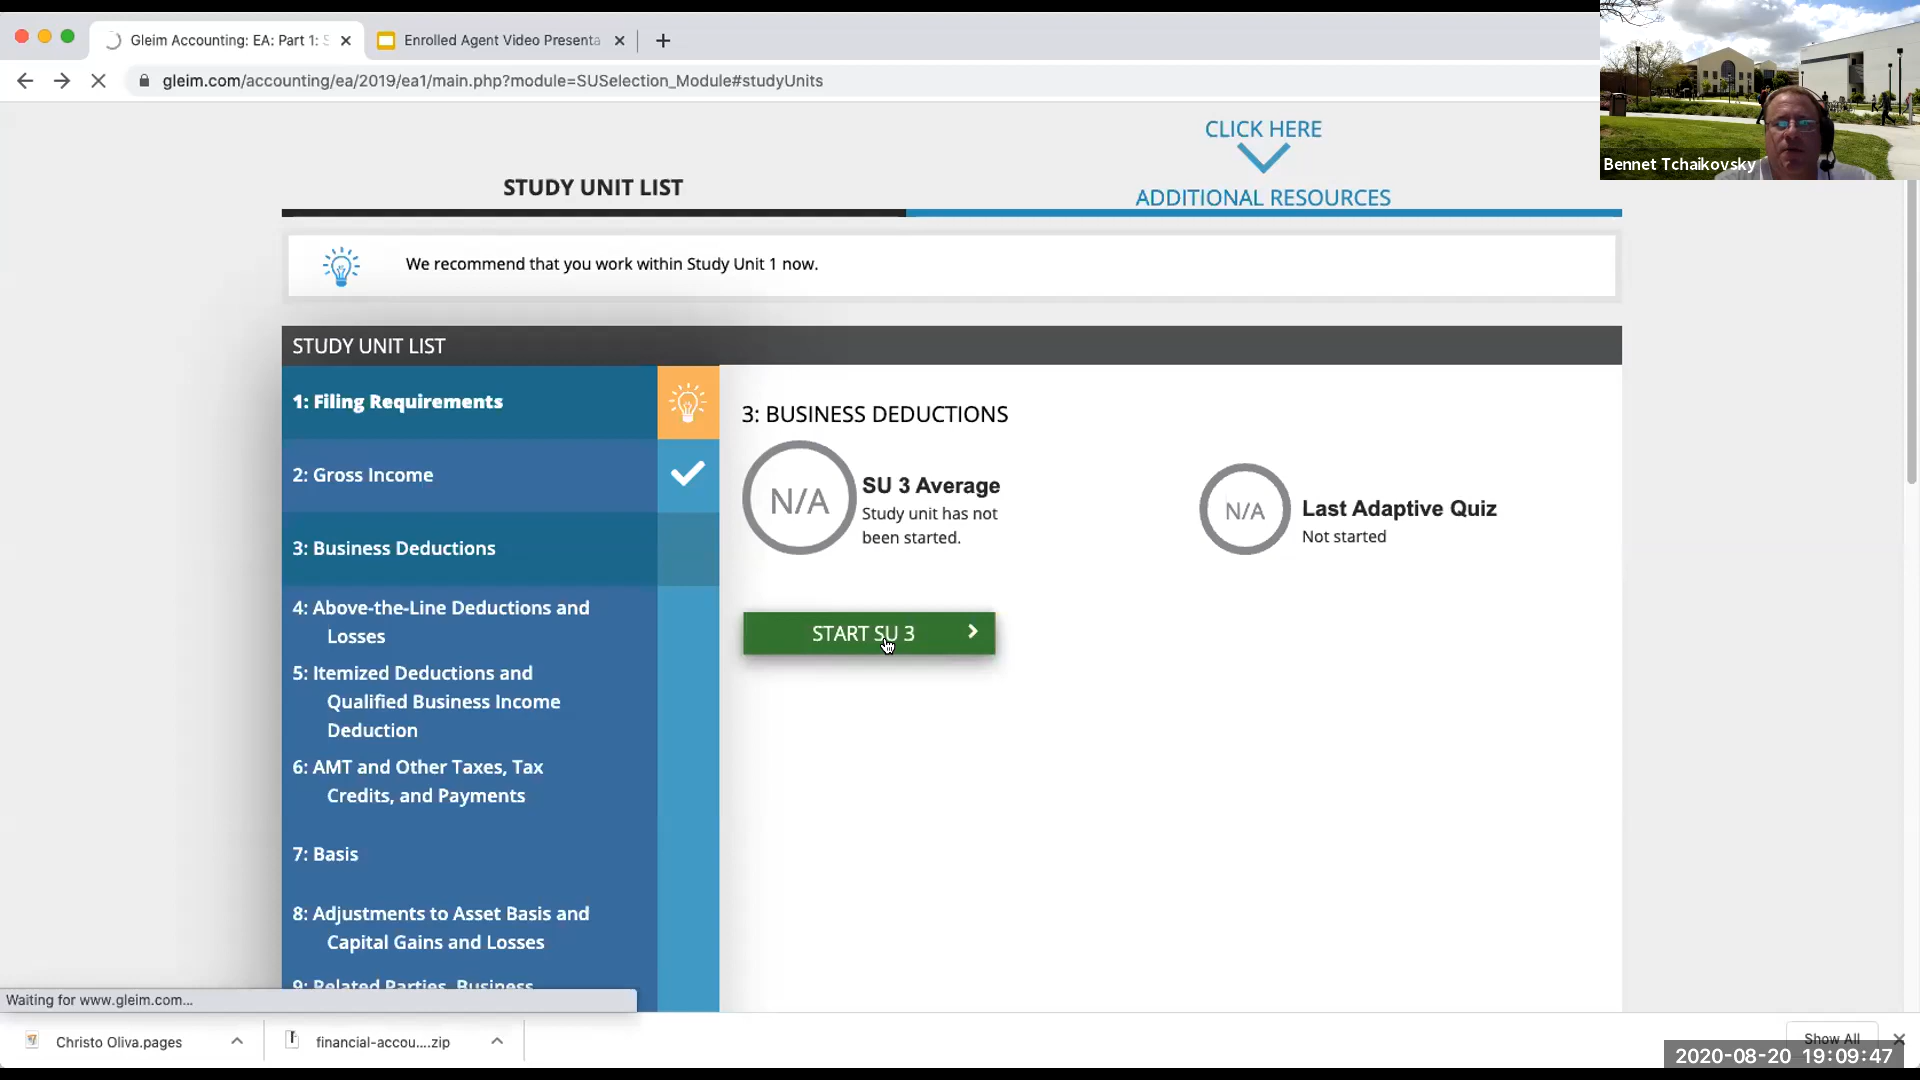 Gleim Accounting: EA: Part 1: S
Enrolled Agent Video Presenta
gleim.com/accounting/ea/2019/ea1/main.php?module=SUSelection_Module#studyUnits
Bennet Tchaikovsky
CLICK HERE
STUDY UNIT LIST
ADDITIONAL RESOURCES
We recommend that you work within Study Unit 1 now.
STUDY UNIT LIST
1: Filing Requirements
2: Gross Income
3: Business Deductions
4: Above-the-Line Deductions and
Losses
5: Itemized Deductions and
Qualified Business Income
Deduction
6: AMT and Other Taxes, Tax
Credits, and Payments
7: Basis
8: Adjustments to Asset Basis and
Capital Gains and Losses
9: Related Parties, Business
3: BUSINESS DEDUCTIONS
N/A
SU 3 Average
Study unit has not
been started.
N/A
Last Adaptive Quiz
Not started
START SU 3
Waiting for www.gleim.com...
Christo Oliva.pages
financial-accou....zip
Show All
2020-08-20 19:09:47